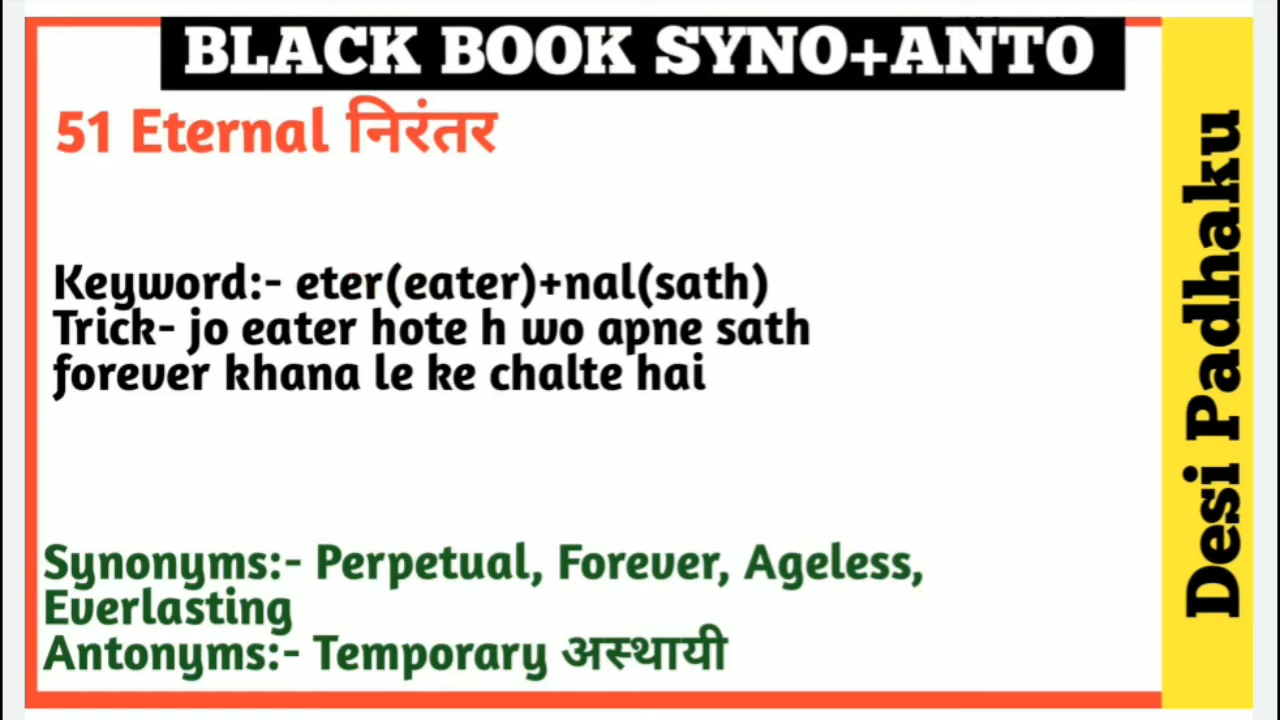 BLACK BOOK SYNO+ANTO
51 Eternal निरंतर
Keyword:- eter(eater)+nal(sath)
Trick- jo eater hote h wo apne sath
forever khana le ke chalte hai
Synonyms:- Perpetual, Forever, Ageless,
Everlasting
Antonyms:- Temporary अस्थायी
Desi Padhaku